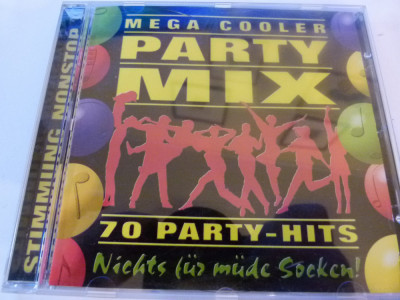 MEGA COOLER
PARTY
MIX
70 PARTY-HITS
Nichts für müde Socken!
STIMMUNG NONSTOP